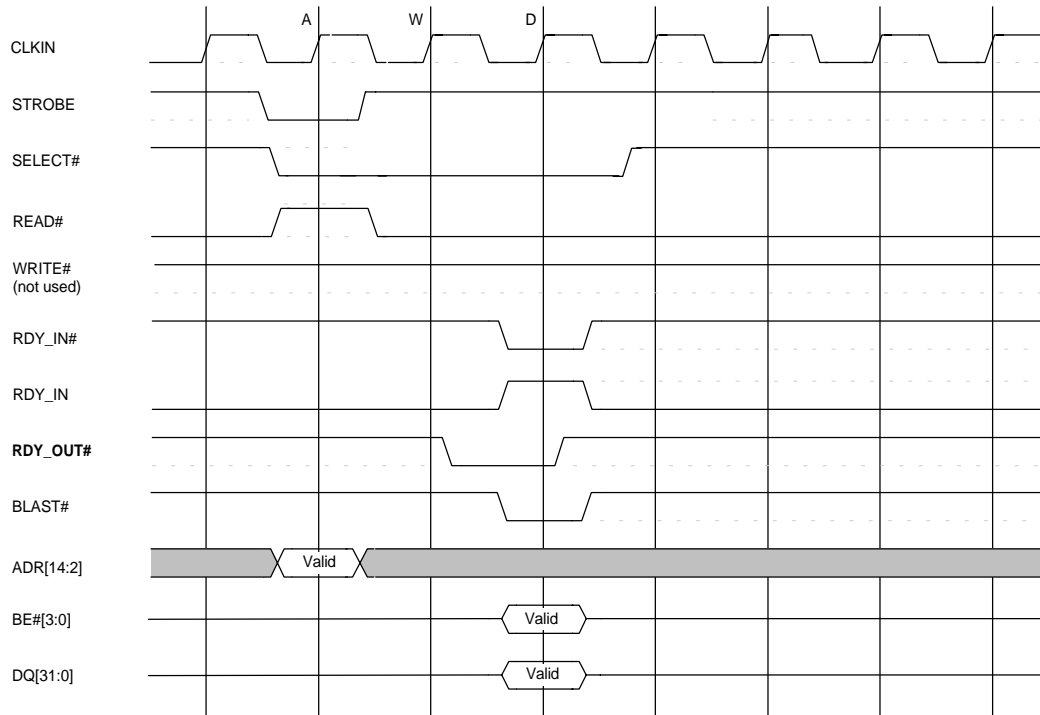 A W D
CLKIN
STROBE
SELECT#
READ#
WRITE#
(not used)
RDY_IN#
RDY_IN
RDY_OUT#
BLAST#
ADR[14:2] Valid
BE#[3:0] Valid
DQ[31:0] Valid